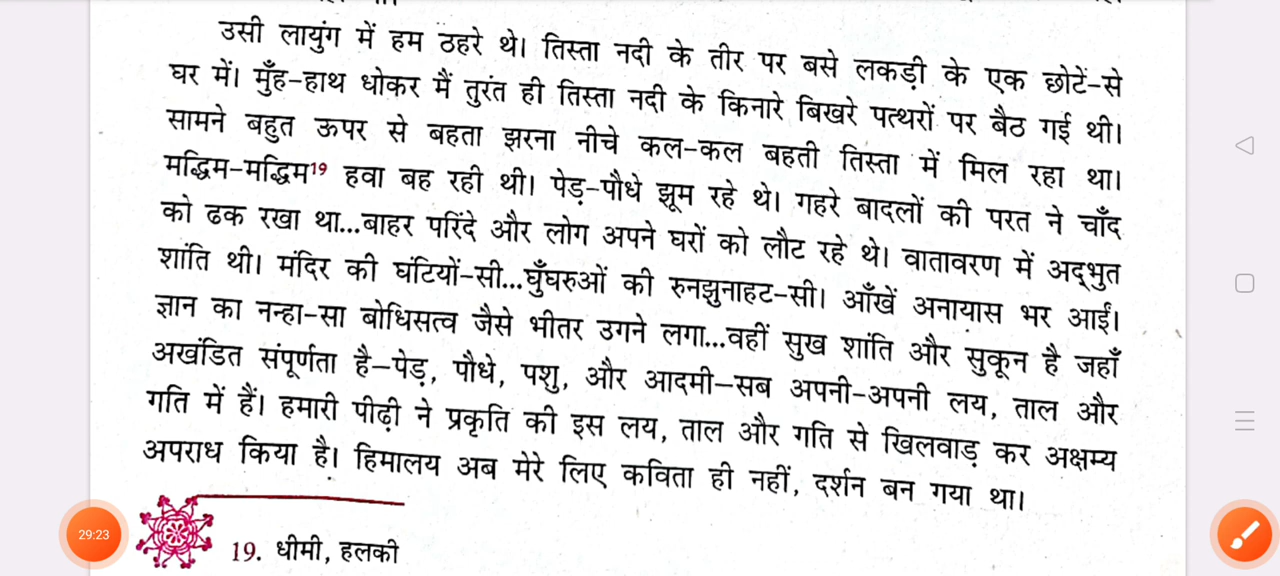 उसी लायुंग में हम ठहरे थे। तिस्ता नदी के तीर पर बसे लकड़ी के एक छोटें-से
घर में। मुँह-हाथ धोकर मैं तुरंत ही तिस्ता नदी के किनारे बिखरे पत्थरों पर बैठ गई थी।
सामने बहुत ऊपर से बहता झरना नीचे कल-कल बहती तिस्ता में मिल रहा था।
मद्धिम-मद्धिम19 हवा बह रही थी। पेड़-पौधे झूम रहे थे। गहरे बादलों की परत ने चाँद
को ढक रखा था...बाहर परिंदे और लोग अपने घरों को लौट रहे थे। वातावरण में अद्भुत
शांति थी। मंदिर की घंटियों-सी...घुँघरुओं की रुनझुनाहट-सी। आँखें अनायास भर आईं।
ज्ञान का नन्हा-सा बोधिसत्व जैसे भीतर उगने लगा...वहीं सुख शांति और सुकून है जहाँ
अखंडित संपूर्णता है–पेड़, पौधे, पशु, और आदमी–सब अपनी-अपनी लय, ताल और
गति में हैं। हमारी पीढ़ी ने प्रकृति की इस लय, ताल और गति से खिलवाड़ कर अक्षम्य
अपराध किया है। हिमालय अब मेरे लिए कविता ही नहीं, दर्शन बन गया था।
19. धीमी, हलकी
29:23